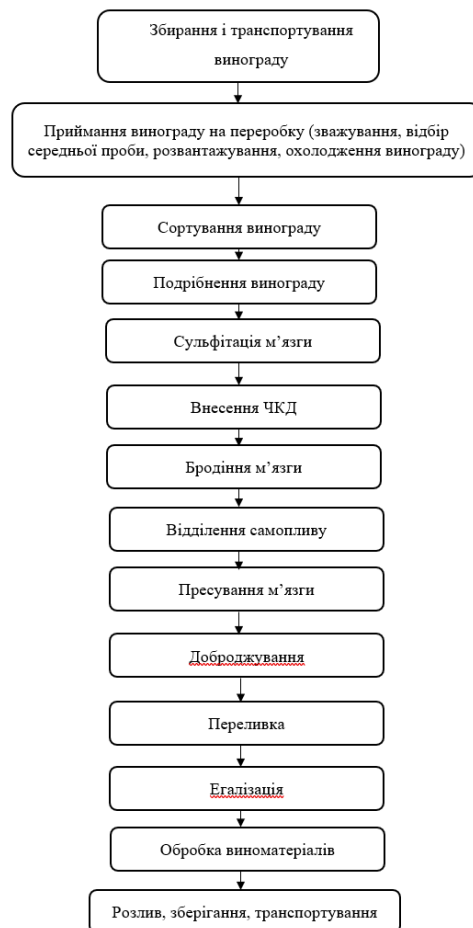 Збирання і транспортування
винограду
Приймання винограду на переробку (зважування, відбір
середньої проби, розвантажування, охолодження винограду)
Сортування винограду
Подрібнення винограду
Сульфітація м’язги
Внесення ЧКД
Бродіння м’язги
Відділення самопливу
Пресування м’язги
Доброджування
Переливка
Егалізація
Обробка виноматеріалів
Розлив, зберігання, транспортування